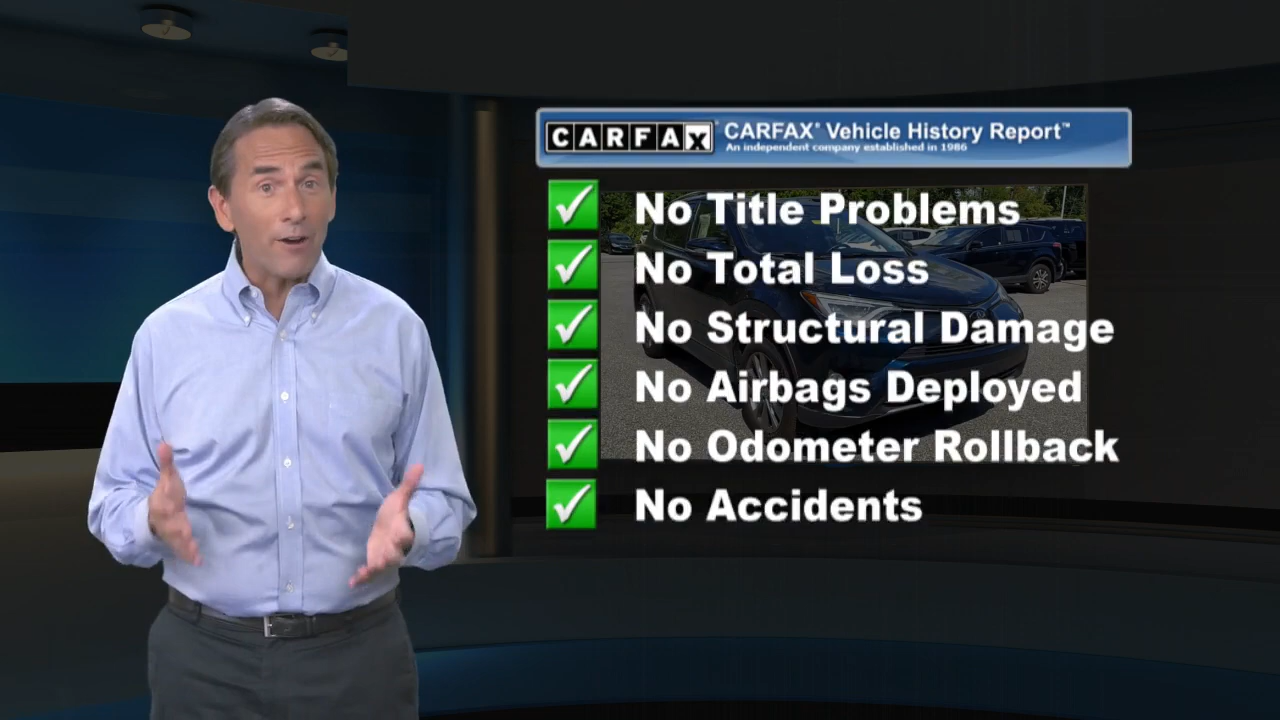 CARFAX
CARFAX® Vehicle History Report™
An independent company established in 1986
No Title Problems
No Total Loss
No Structural Damage
No Airbags Deployed
No Odometer Rollback
No Accidents